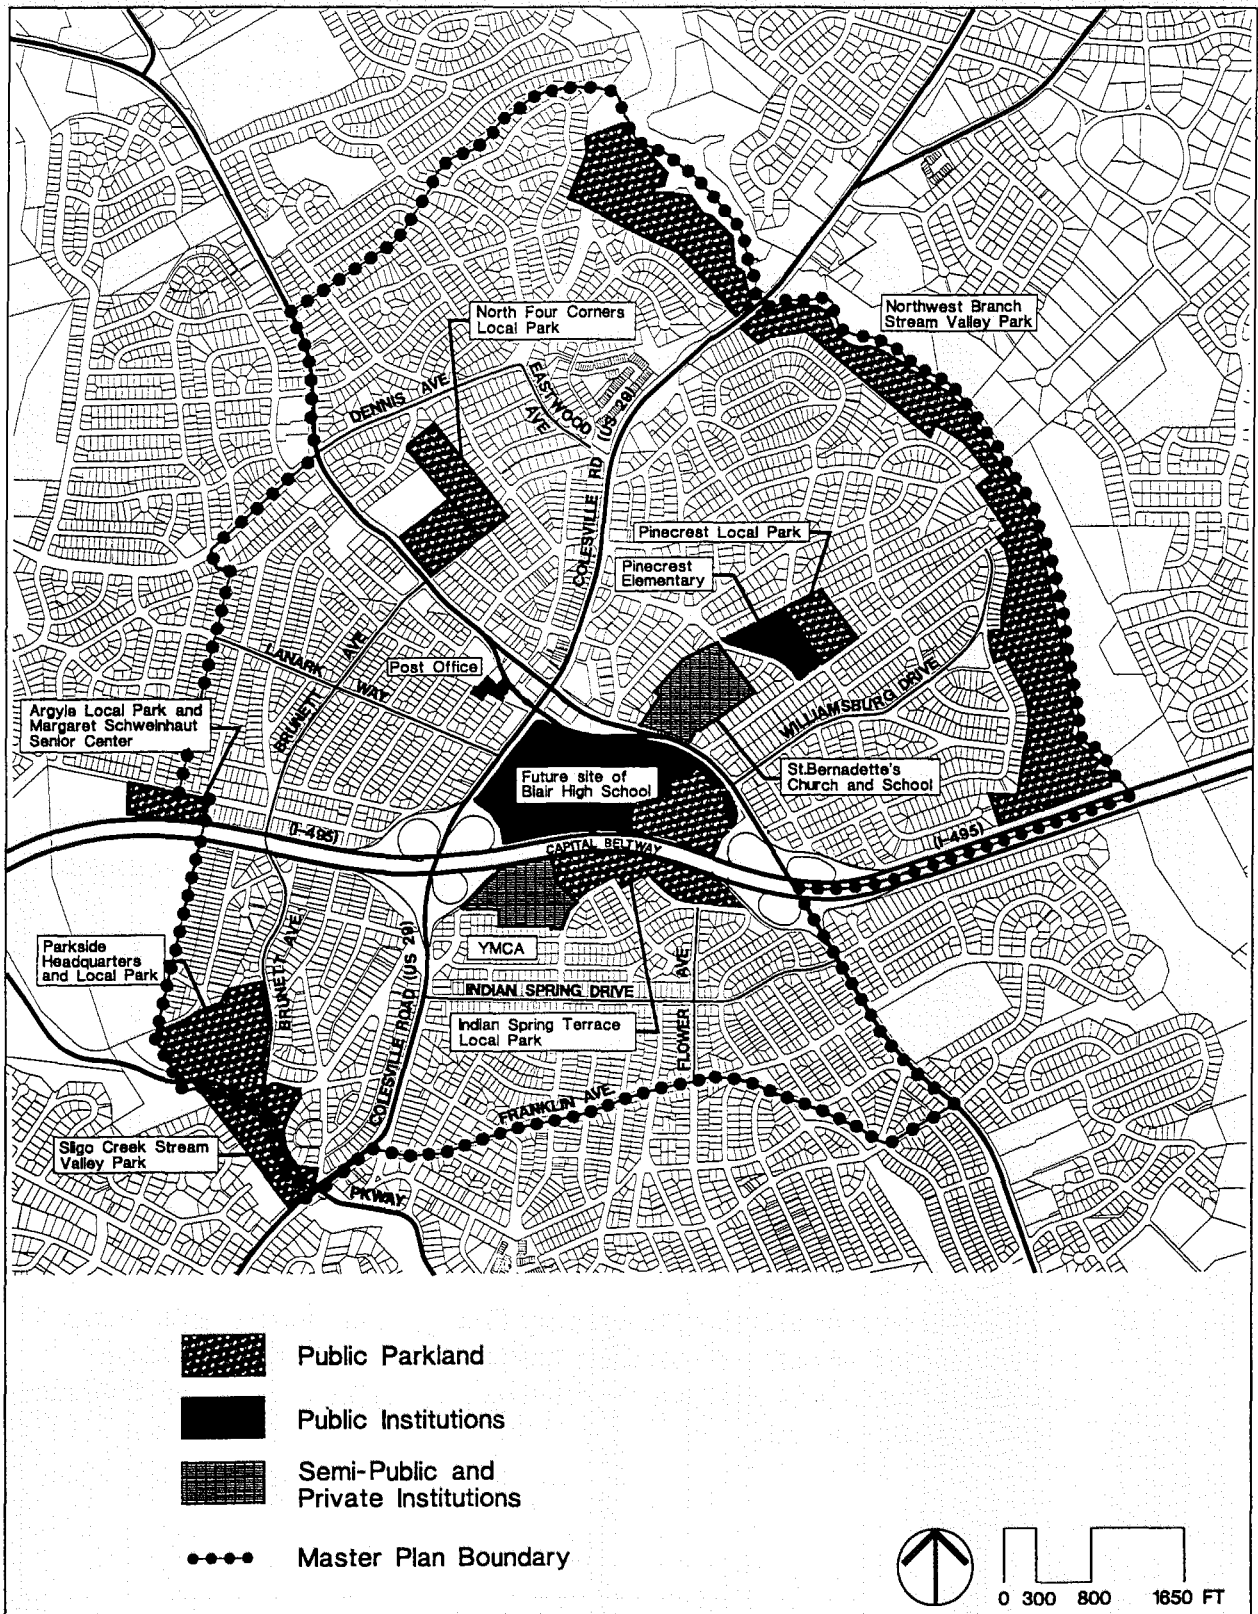 Northwest Branch
Stream Valley Park
North Four Corners
Local Park
DENNIS AVE
EASTWOOD
AVE
COLESVILLE RD (US 29)
Pinecrest Local Park
Pinecrest
Elementary
LANARK WAY
BRUNETT AVE
Post Office
WILLIAMSBURG DRIVE
Argyle Local Park and
Margaret Schweinhaut
Senior Center
Future site of
Blair High School
St.Bernadette's
Church and School
(I-495)
CAPITAL BELTWAY
(I-495)
Parkside
Headquarters
and Local Park
BRUNETT AVE.
COLESVILLE ROAD (US 29)
YMCA
INDIAN SPRING DRIVE
FLOWER AVE.
Indian Spring Terrace
Local Park
FRANKLIN AVE.
Sligo Creek Stream
Valley Park
PKWAY
Public Parkland
Public Institutions
Semi-Public and
Private Institutions
Master Plan Boundary
0 300 800 1650 FT